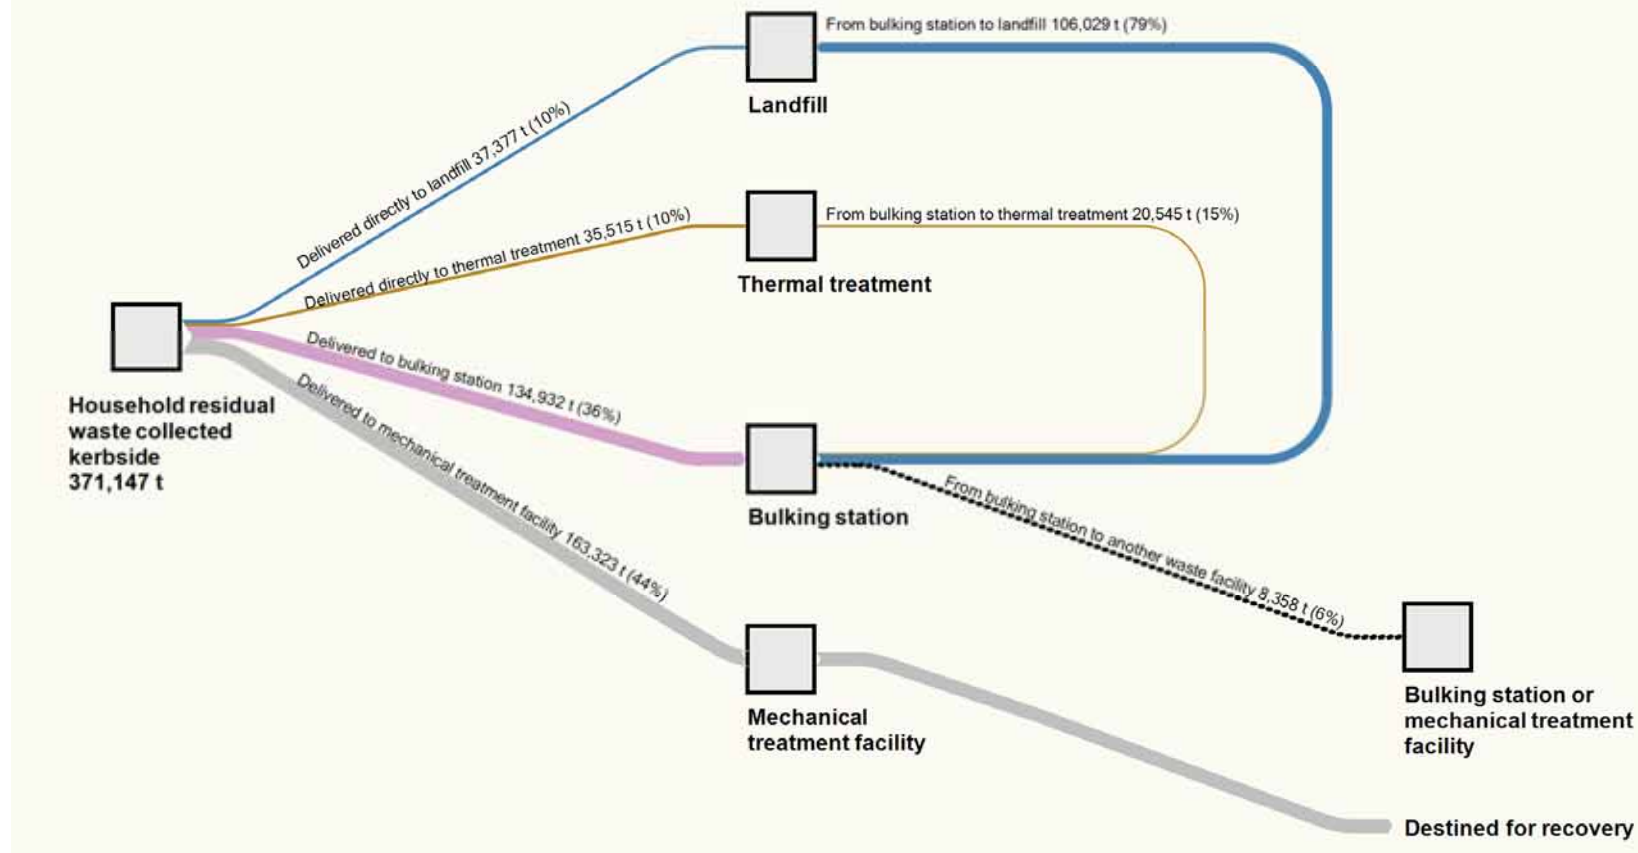 From bulking station to landfill 106,029 t (79%)
Landfill
Delivered directly to landfill 37,377 t (10%)
From bulking station to thermal treatment 20,545 t (15%)
Delivered directly to thermal treatment 35,515 t (10%)
Thermal treatment
Delivered to bulking station 134,932 t (36%)
Delivered to mechanical treatment facility 163,323 t (44%)
Household residual
waste collected
kerbside
371,147 t
Bulking station
From bulking station to another waste facility 8,358 t (6%)
Mechanical
treatment facility
Bulking station or
mechanical treatment
facility
Destined for recovery